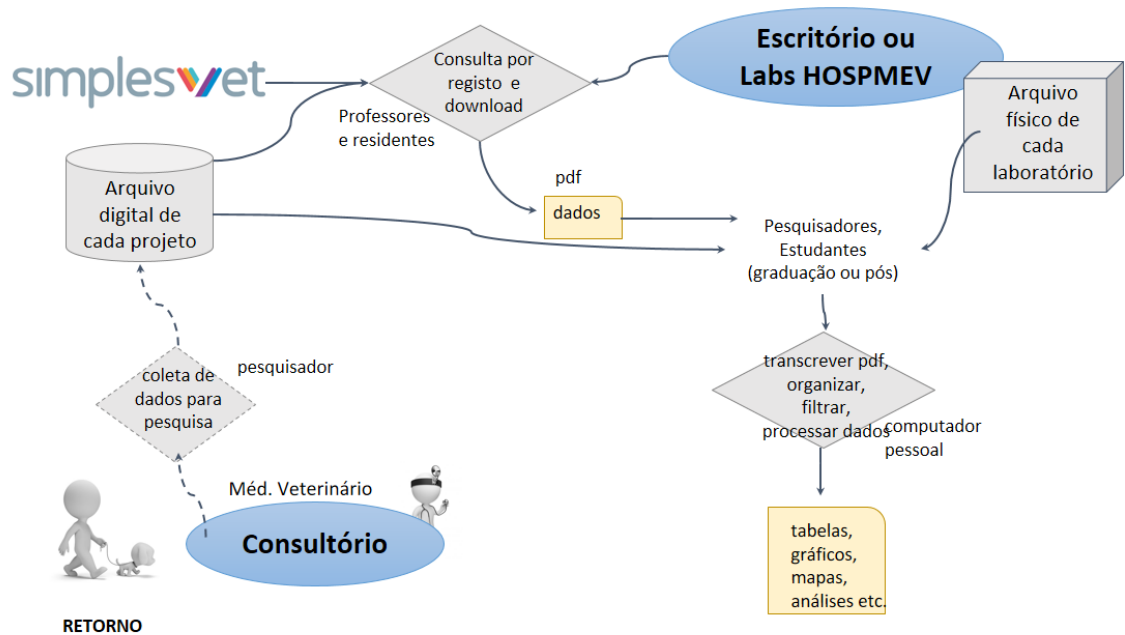 simplesvet
Consulta por
registo e
download
Escritório ou
Labs HOSPMEV
Arquivo
físico de
cada
laboratório
Professores
e residentes
Arquivo
digital de
cada projeto
pdf
dados
Pesquisadores,
Estudantes
(graduação ou pós)
coleta de
dados para
pesquisa
pesquisador
transcrever pdf,
organizar,
filtrar,
processar dados
computador
pessoal
Méd. Veterinário
Consultório
tabelas,
gráficos,
mapas,
análises etc.
RETORNO